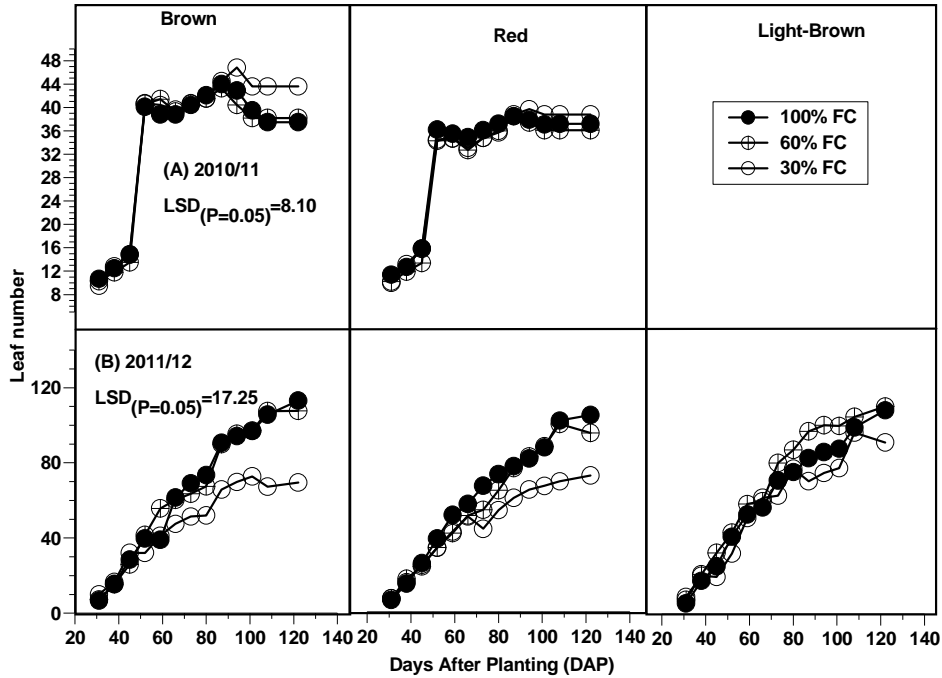 Brown
Red
Light-Brown
48
44
40
36
32
28
24
20
16
12
8
(A) 2010/11
LSD(P=0.05)=8.10
100% FC
60% FC
30% FC
Leaf number
120
80
40
0
(B) 2011/12
LSD(P=0.05)=17.25
20 40 60 80 100 120 140
20 40 60 80 100 120 140
20 40 60 80 100 120 140
Days After Planting (DAP)